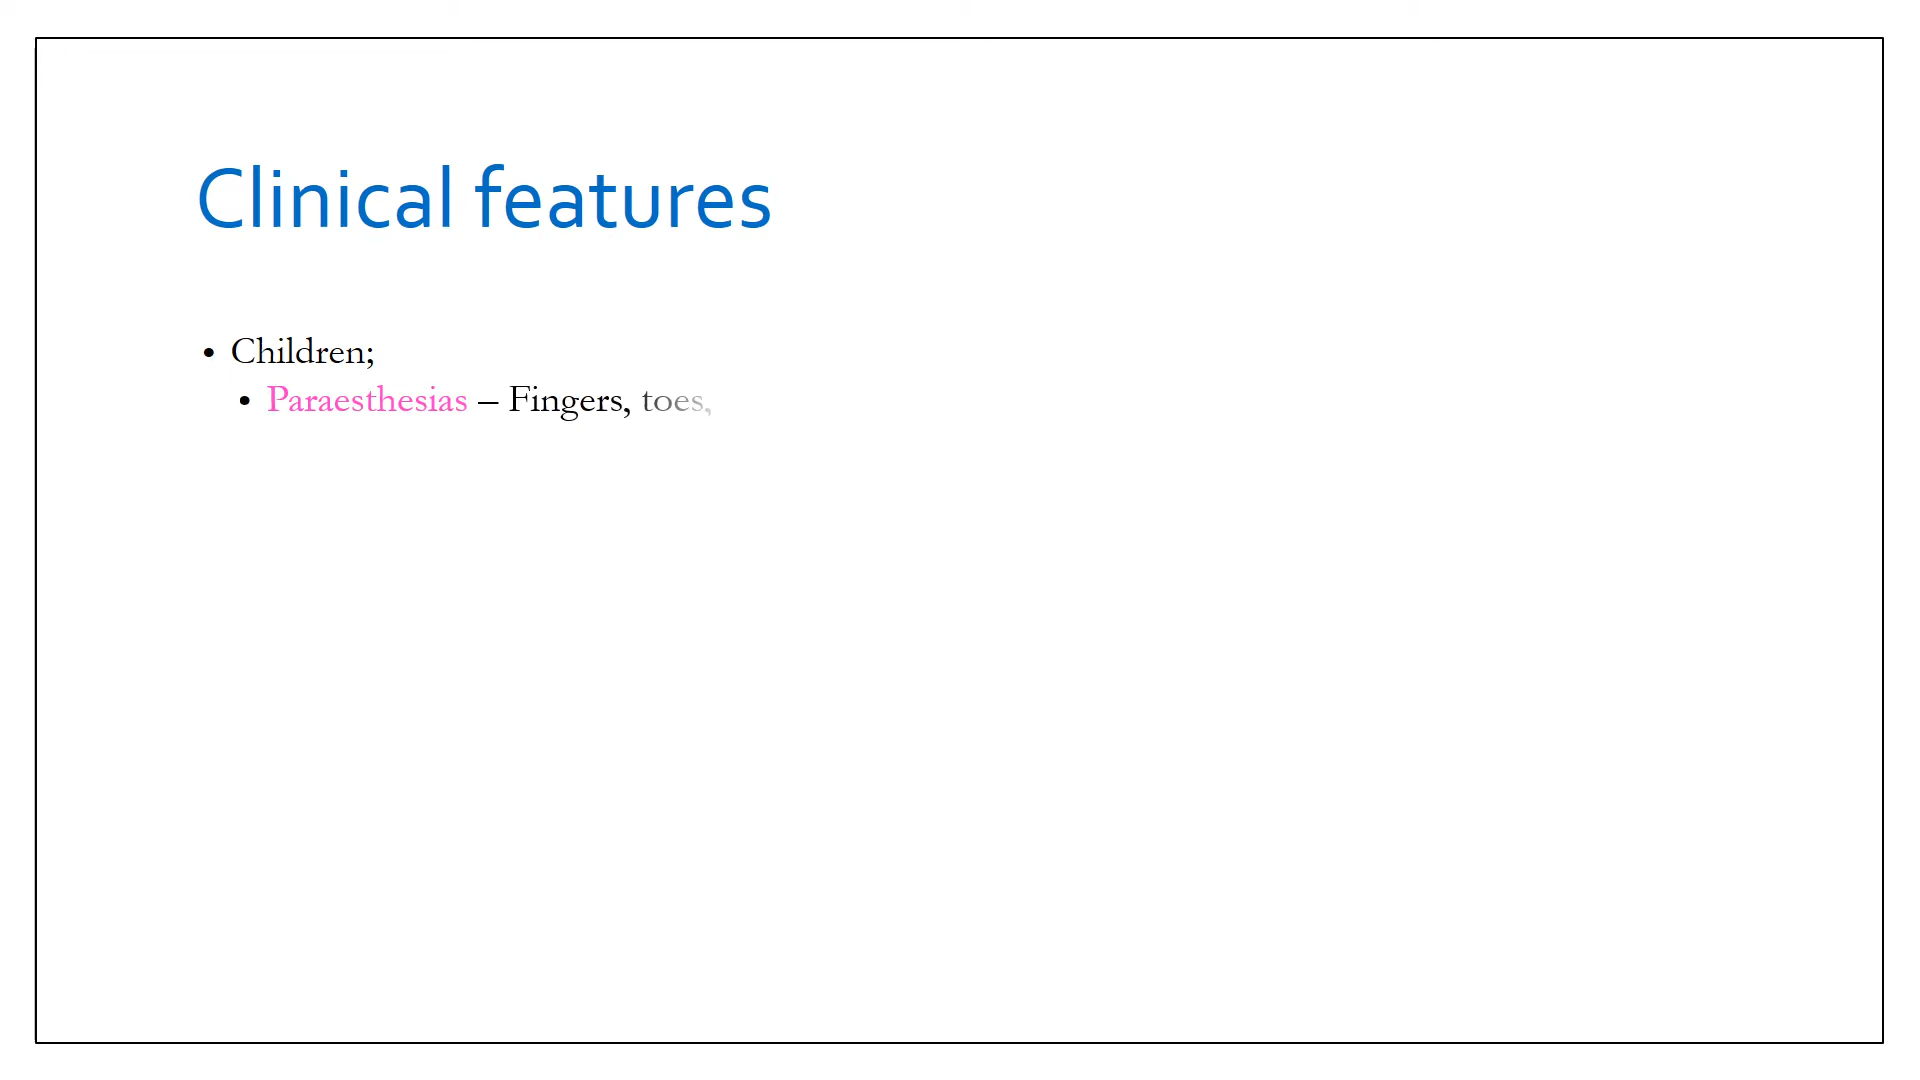 Clinical features
• Children;
• Paraesthesias – Fingers, toes,